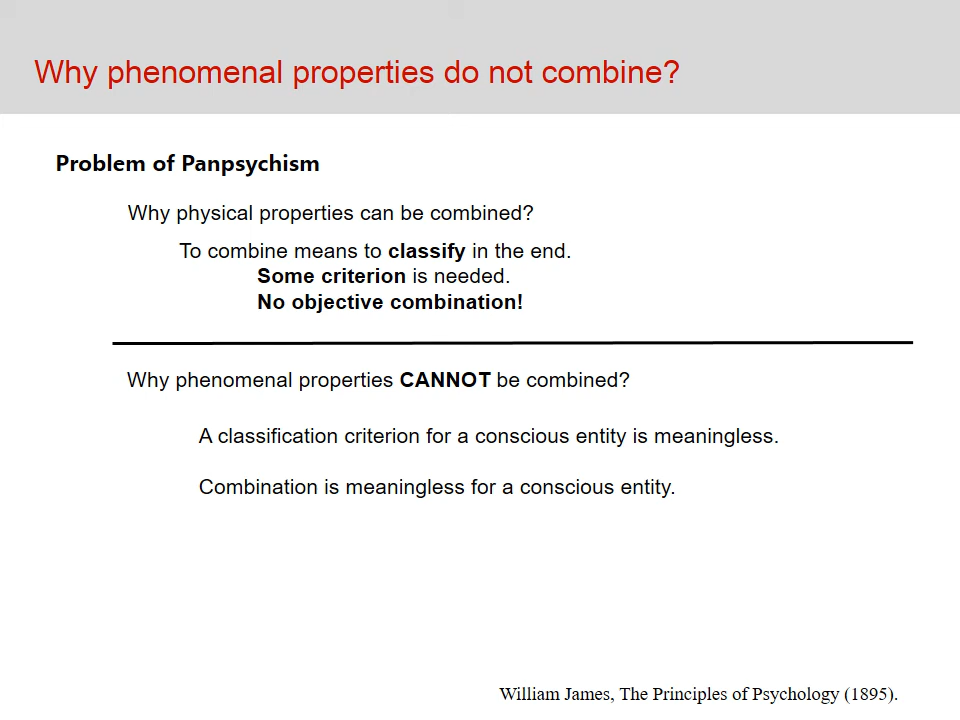 Why phenomenal properties do not combine?
Problem of Panpsychism
Why physical properties can be combined?
To combine means to classify in the end.
Some criterion is needed.
No objective combination!
Why phenomenal properties CANNOT be combined?
A classification criterion for a conscious entity is meaningless.
Combination is meaningless for a conscious entity.
William James, The Principles of Psychology (1895).